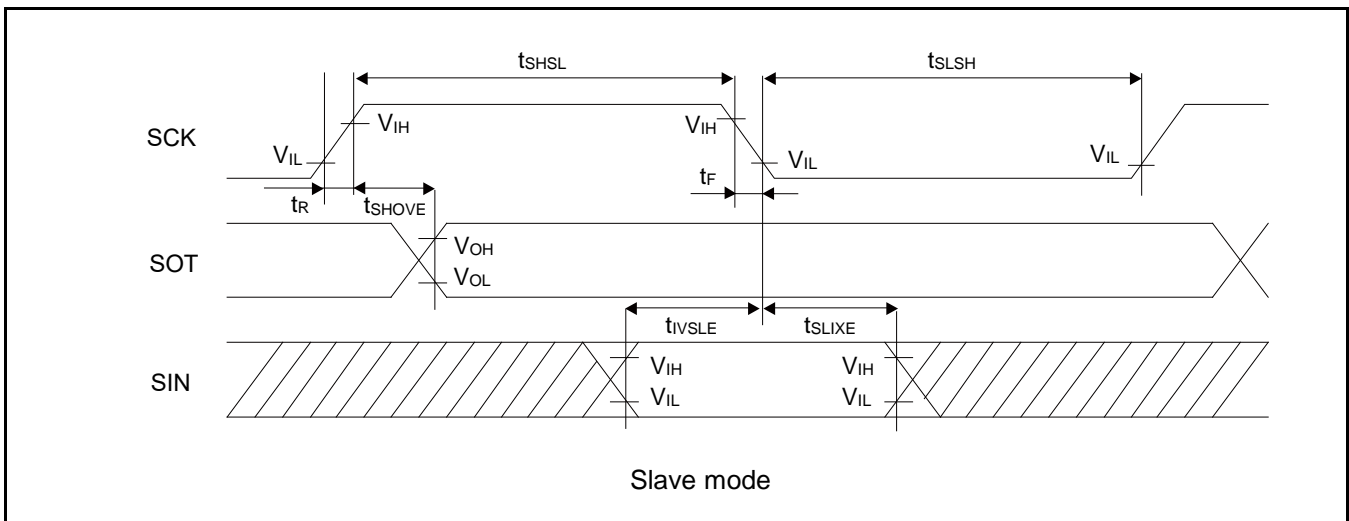 tSHSL
tSLSH
SCK
VIH
VIH
VIL
VIL
VIL
tR
tSHOVE
tF
SOT
VOH
VOL
tIVSLE
tSLIXE
SIN
VIH
VIH
VIL
VIL
Slave mode